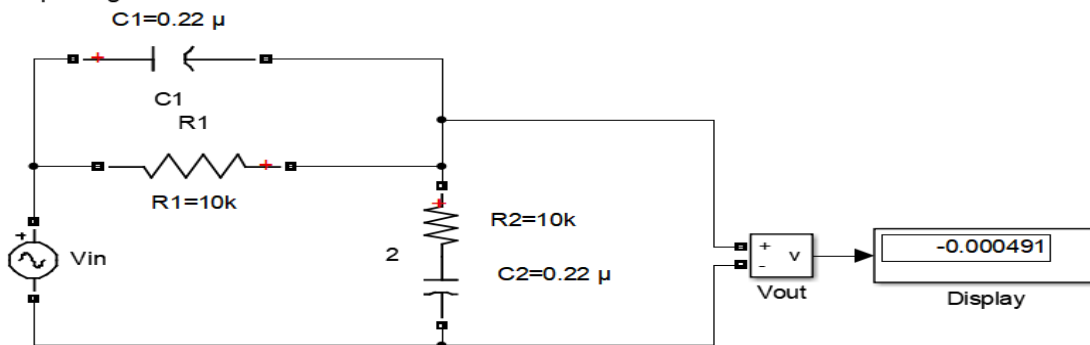 C1=0.22 µ
C1
R1
R1=10k
Vin
R2=10k
2
C2=0.22 µ
+
-
v
Vout
-0.000491
Display